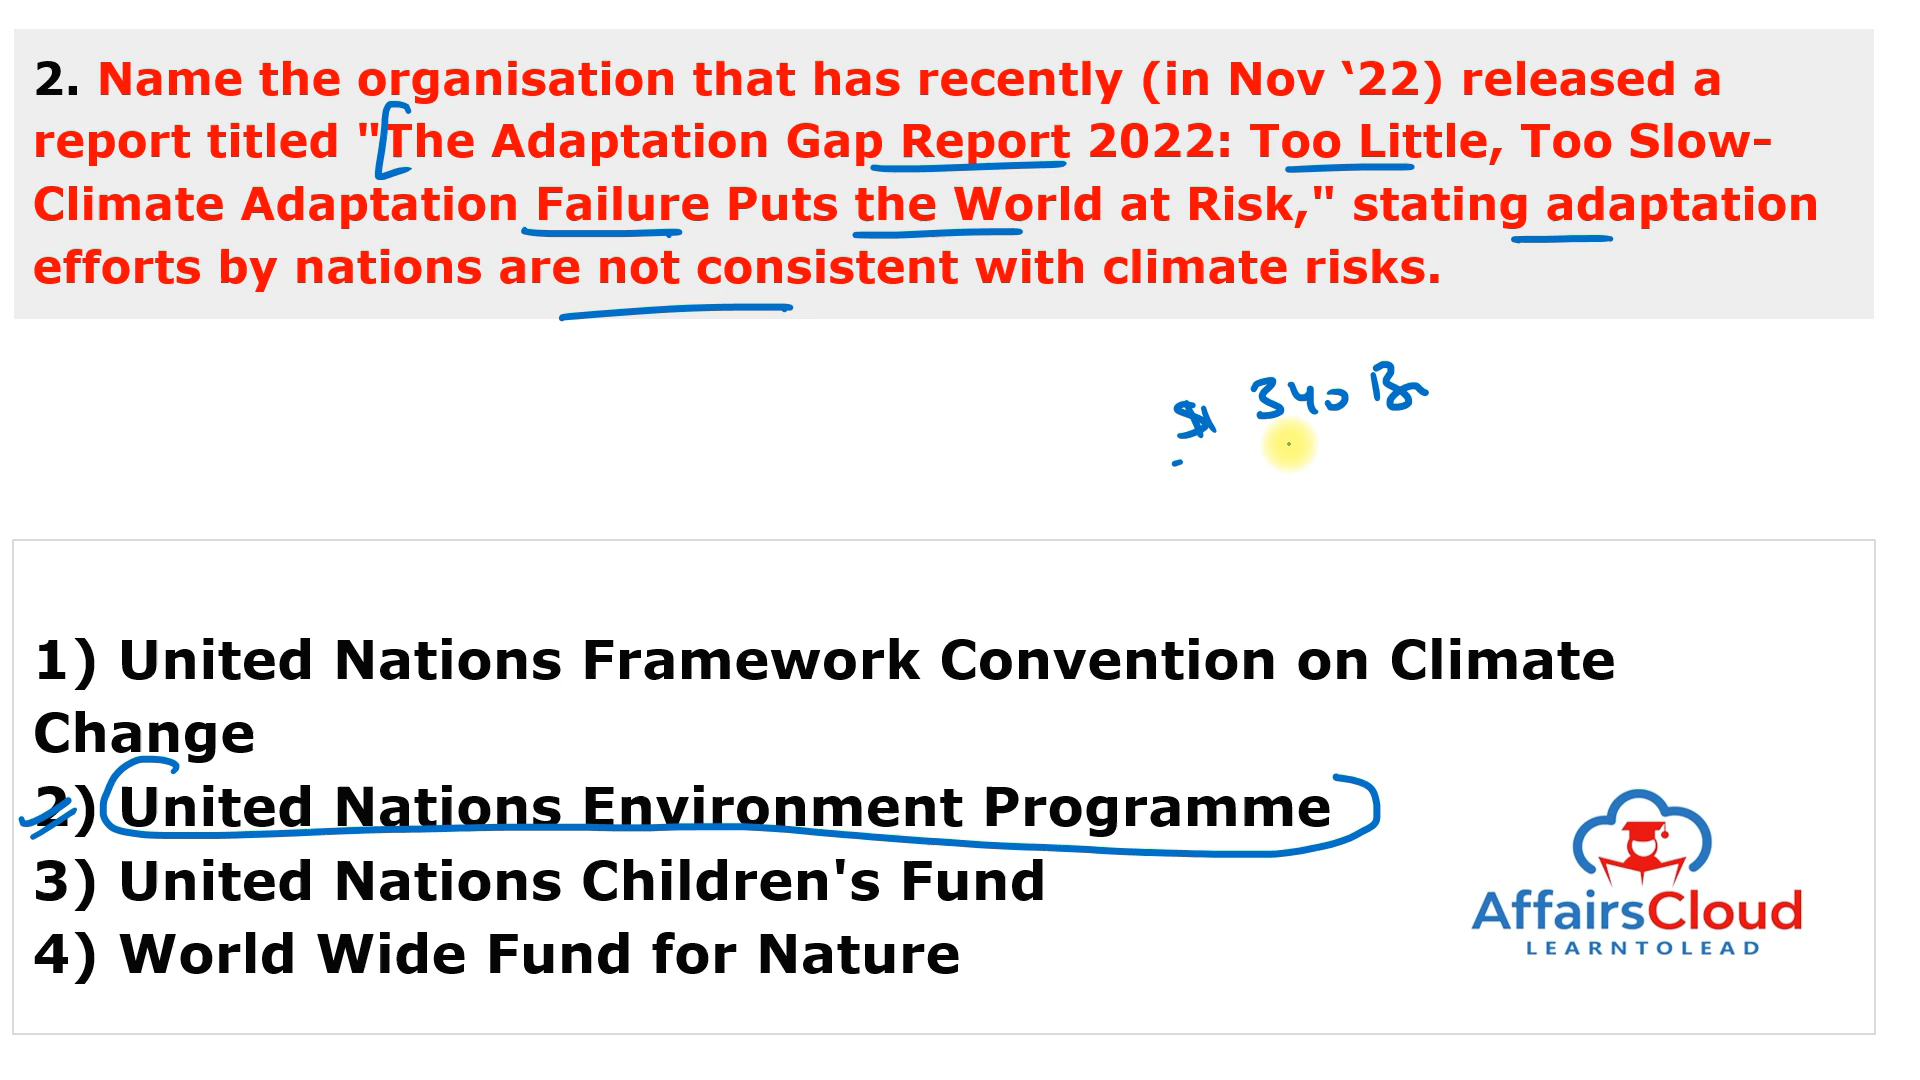 2. Name the organisation that has recently (in Nov ‘22) released a
report titled "The Adaptation Gap Report 2022: Too Little, Too Slow–
Climate Adaptation Failure Puts the World at Risk," stating adaptation
efforts by nations are not consistent with climate risks.
$ 340 Bn
1) United Nations Framework Convention on Climate
Change
2) United Nations Environment Programme
3) United Nations Children's Fund
4) World Wide Fund for Nature
AffairsCloud
LEARNTOLEAD